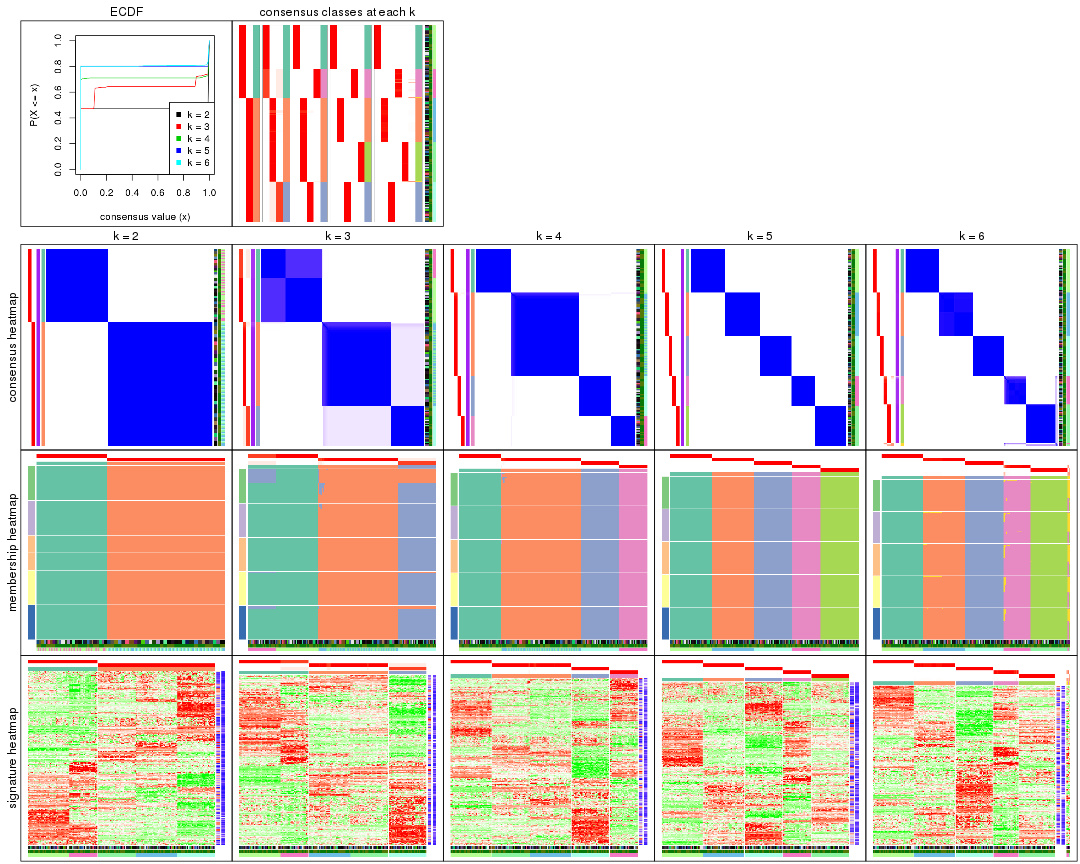 ECDF
consensus classes at each k
P(X <= x)
1.0
0.8
0.6
0.4
0.2
0.0
k = 2
k = 3
k = 4
k = 5
k = 6
0.0 0.2 0.4 0.6 0.8 1.0
consensus value (x)
k = 2
k = 3
k = 4
k = 5
k = 6
consensus heatmap
membership heatmap
signature heatmap